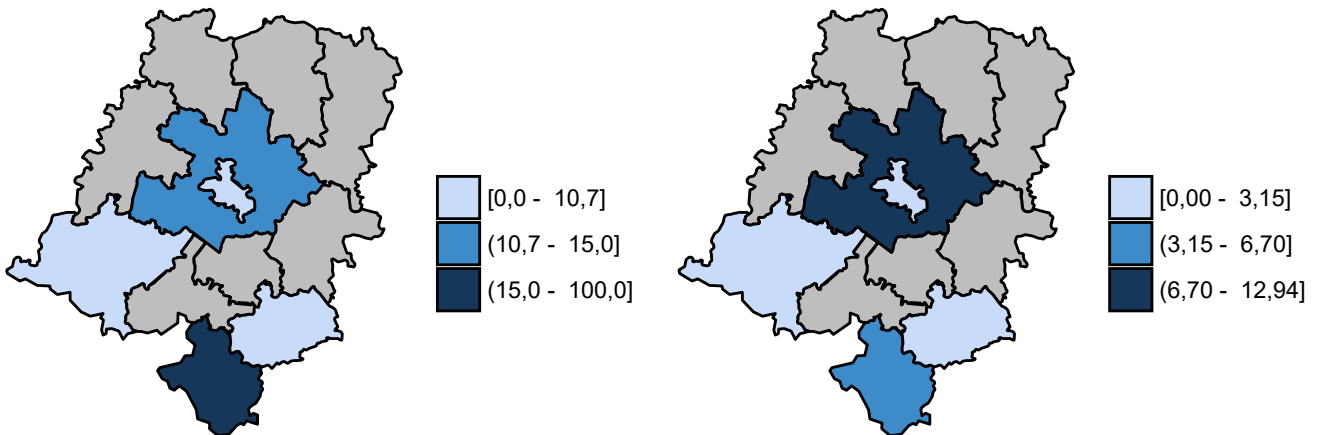 [0,0 - 10,7]
(10,7 - 15,0]
(15,0 - 100,0]
[0,00 - 3,15]
(3,15 - 6,70]
(6,70 - 12,94]